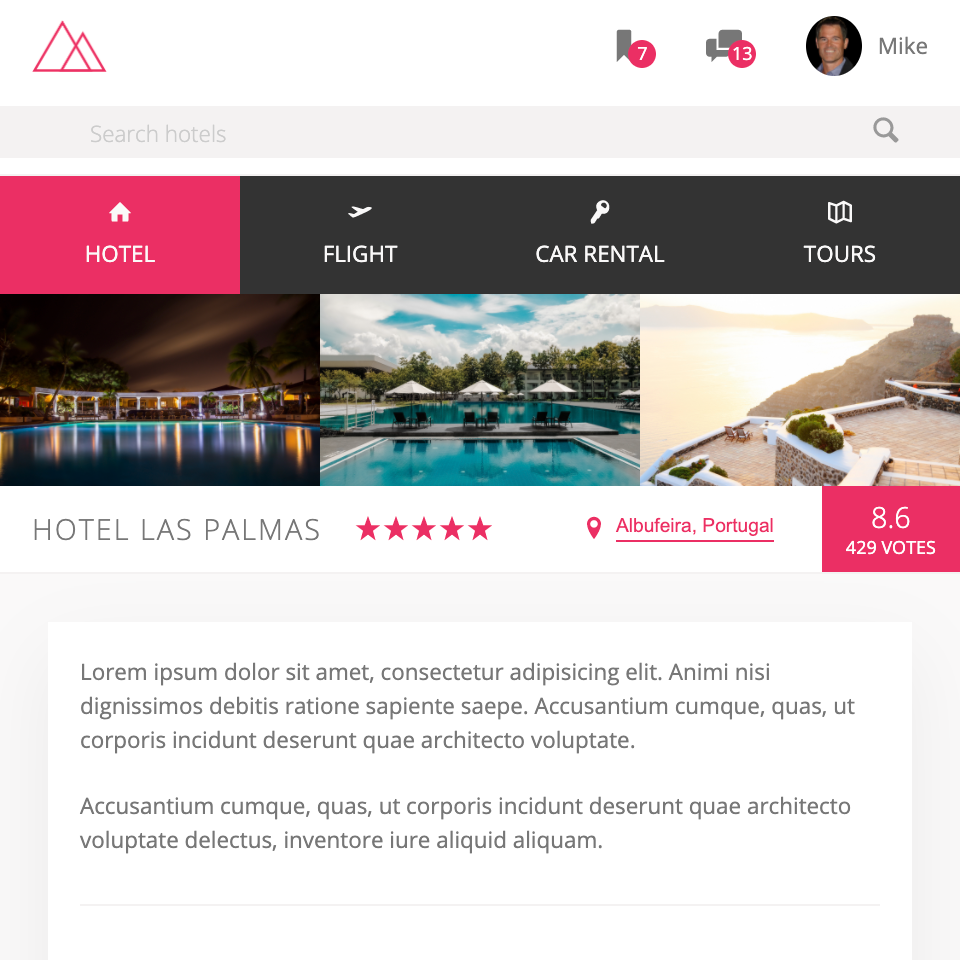 7
13
Mike
Search hotels
HOTEL
FLIGHT
CAR RENTAL
TOURS
HOTEL LAS PALMAS
Albufeira, Portugal
8.6
429 VOTES
Lorem ipsum dolor sit amet, consectetur adipisicing elit. Animi nisi
dignissimos debitis ratione sapiente saepe. Accusantium cumque, quas, ut
corporis incidunt deserunt quae architecto voluptate.
Accusantium cumque, quas, ut corporis incidunt deserunt quae architecto
voluptate delectus, inventore iure aliquid aliquam.